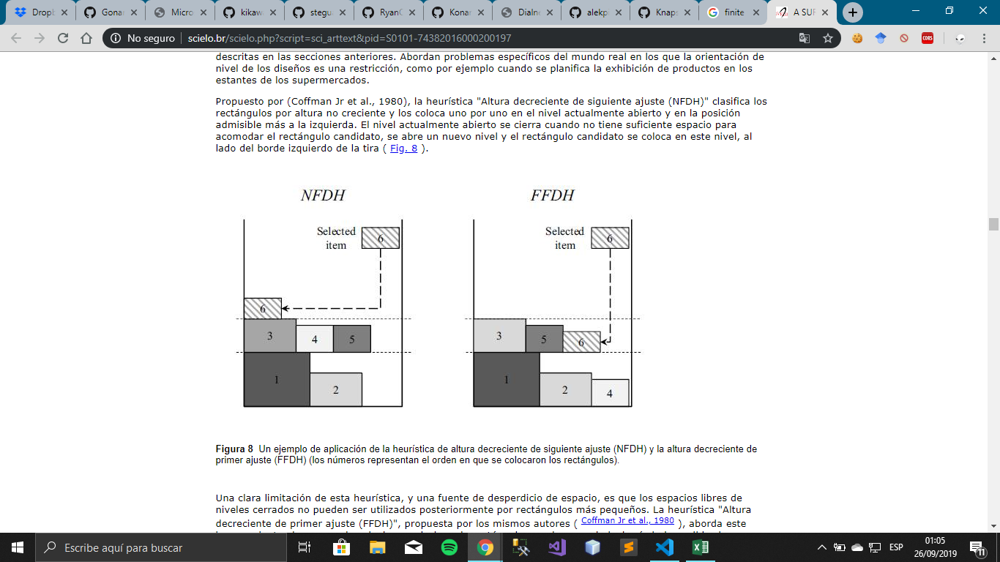 Dropb
Gonar
Micro
kikaw
stegu
RyanC
Konar
Dialne
alekpi
Knaps
finite
A SUF
No seguro
scielo.br/scielo.php?script=sci_arttext&pid=S0101-74382016000200197
CORS
descritas en las secciones anteriores. Abordan problemas específicos del mundo real en los que la orientación de
nivel de los diseños es una restricción, como por ejemplo cuando se planifica la exhibición de productos en los
estantes de los supermercados.
Propuesto por (Coffman Jr et al., 1980), la heurística "Altura decreciente de siguiente ajuste (NFDH)" clasifica los
rectángulos por altura no creciente y los coloca uno por uno en el nivel actualmente abierto y en la posición
admisible más a la izquierda. El nivel actualmente abierto se cierra cuando no tiene suficiente espacio para
acomodar el rectángulo candidato, se abre un nuevo nivel y el rectángulo candidato se coloca en este nivel, al
lado del borde izquierdo de la tira ( Fig. 8 ).
NFDH
Selected
item
6
6
3
4
5
1
2
FFDH
Selected
item
6
3
5
6
1
2
4
Figura 8 Un ejemplo de aplicación de la heurística de altura decreciente de siguiente ajuste (NFDH) y la altura decreciente de
primer ajuste (FFDH) (los números representan el orden en que se colocaron los rectángulos).
Una clara limitación de esta heurística, y una fuente de desperdicio de espacio, es que los espacios libres de
niveles cerrados no pueden ser utilizados posteriormente por rectángulos más pequeños. La heurística "Altura
decreciente de primer ajuste (FFDH)", propuesta por los mismos autores ( Coffman Jr et al., 1980 ), aborda este
Escribe aquí para buscar
ESP
01:05
26/09/2019
11